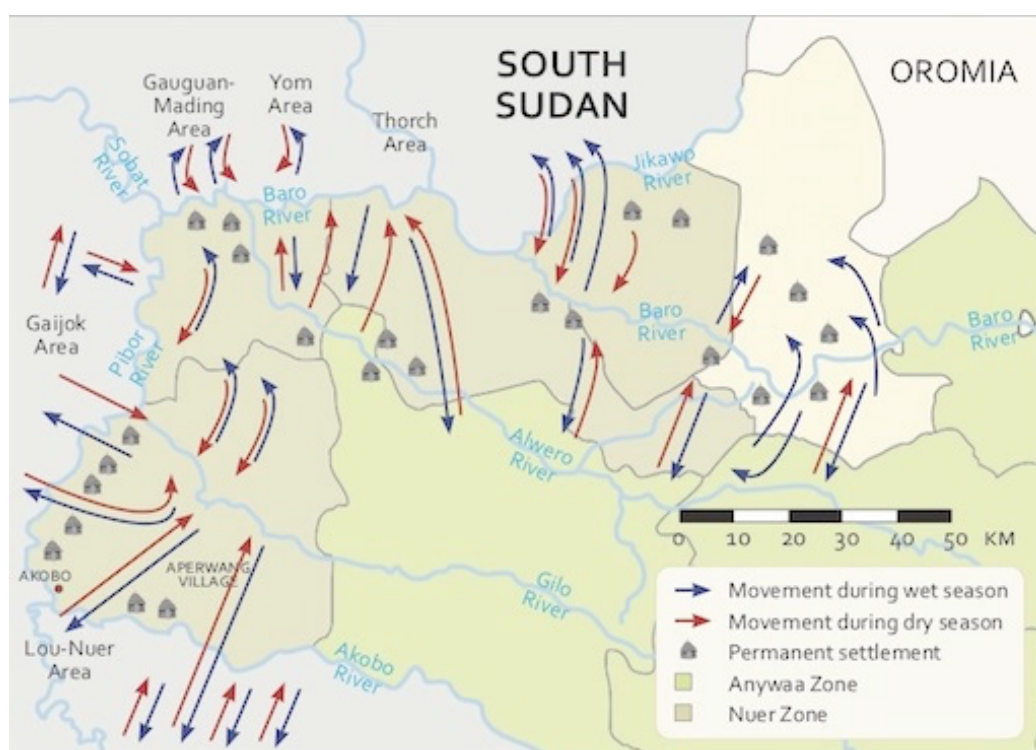 SOUTH
SUDAN
OROMIA
Gauguan-
Mading
Area
Yom
Area
Thorch
Area
Sobat
River
Baro
River
Jikawo
River
Gaijok
Area
Pibor
River
Baro
River
Baro
River
Alwero
River
AKOBO
APERWANG
VILLAGE
Gilo
River
Lou-Nuer
Area
Akobo
River
0 10 20 30 40 50 KM
Movement during wet season
Movement during dry season
Permanent settlement
Anywaa Zone
Nuer Zone